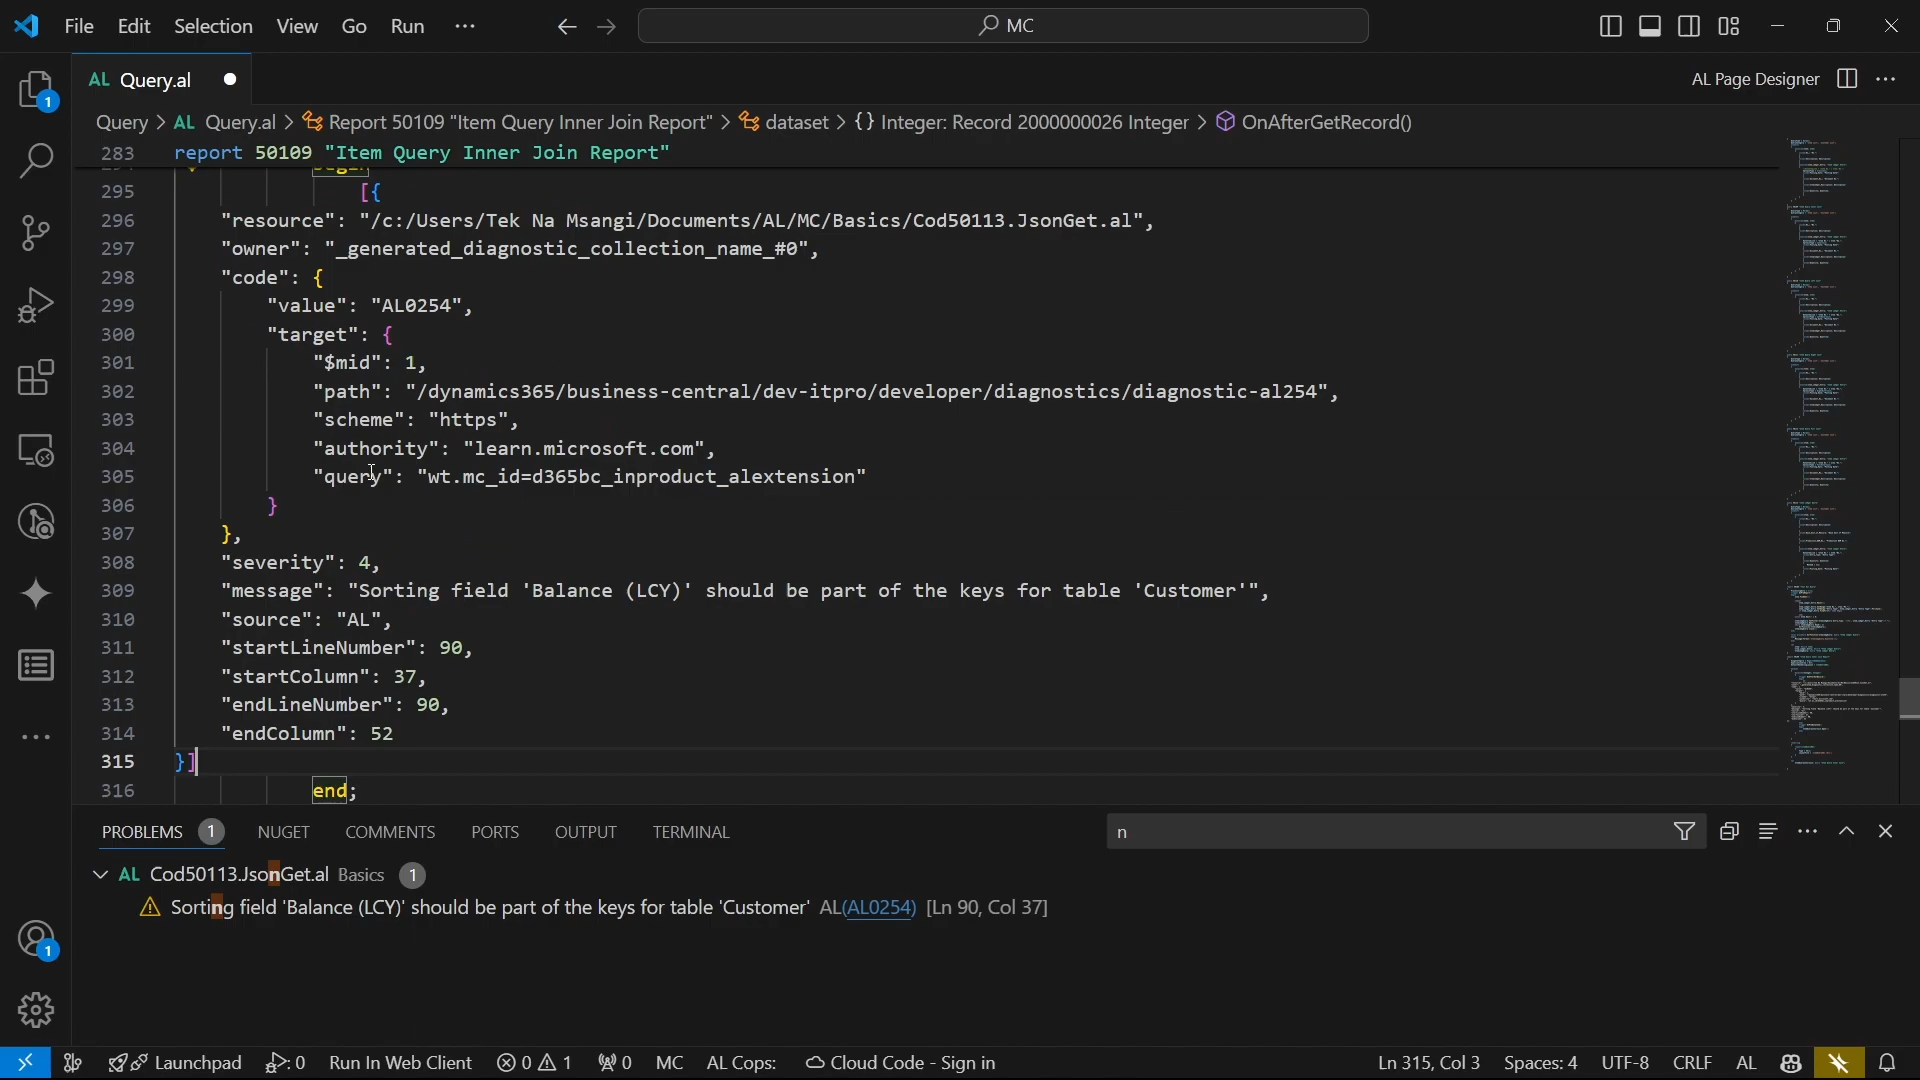 File Edit Selection View Go Run ··· MC
AL Query.al AL Page Designer
Query > AL Query.al > Report 50109 "Item Query Inner Join Report" > dataset > {} Integer: Record 2000000026 Integer > OnAfterGetRecord()
283 report 50109 "Item Query Inner Join Report"
294 begin
295 [{
296 "resource": "/c:/Users/Tek Na Msangi/Documents/AL/MC/Basics/Cod50113.JsonGet.al",
297 "owner": "_generated_diagnostic_collection_name_#0",
298 "code": {
299 "value": "AL0254",
300 "target": {
301 "$mid": 1,
302 "path": "/dynamics365/business-central/dev-itpro/developer/diagnostics/diagnostic-al254",
303 "scheme": "https",
304 "authority": "learn.microsoft.com",
305 "query": "wt.mc_id=d365bc_inproduct_alextension"
306 }
307 },
308 "severity": 4,
309 "message": "Sorting field 'Balance (LCY)' should be part of the keys for table 'Customer'",
310 "source": "AL",
311 "startLineNumber": 90,
312 "startColumn": 37,
313 "endLineNumber": 90,
314 "endColumn": 52
315 }]
316 end;
PROBLEMS 1 NUGET COMMENTS PORTS OUTPUT TERMINAL n
AL Cod50113.JsonGet.al Basics 1
Sorting field 'Balance (LCY)' should be part of the keys for table 'Customer' AL(AL0254) [Ln 90, Col 37]
1
1
Launchpad : 0 Run In Web Client 0 1 0 MC AL Cops: Cloud Code - Sign in Ln 315, Col 3 Spaces: 4 UTF-8 CRLF AL